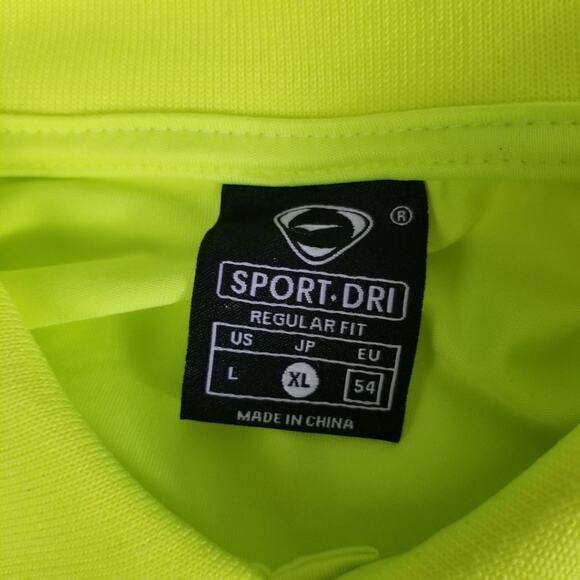 ®
SPORT·DRI
REGULAR FIT
US JP EU
L XL 54
MADE IN CHINA